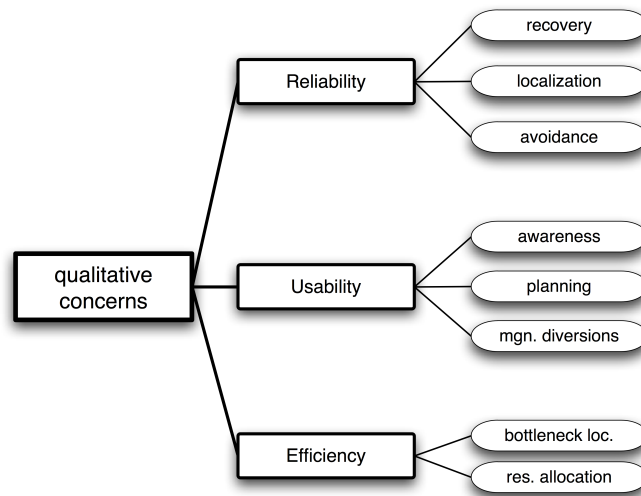 recovery
Reliability
localization
avoidance
awareness
qualitative
concerns
Usability
planning
mgn. diversions
bottleneck loc.
Efficiency
res. allocation